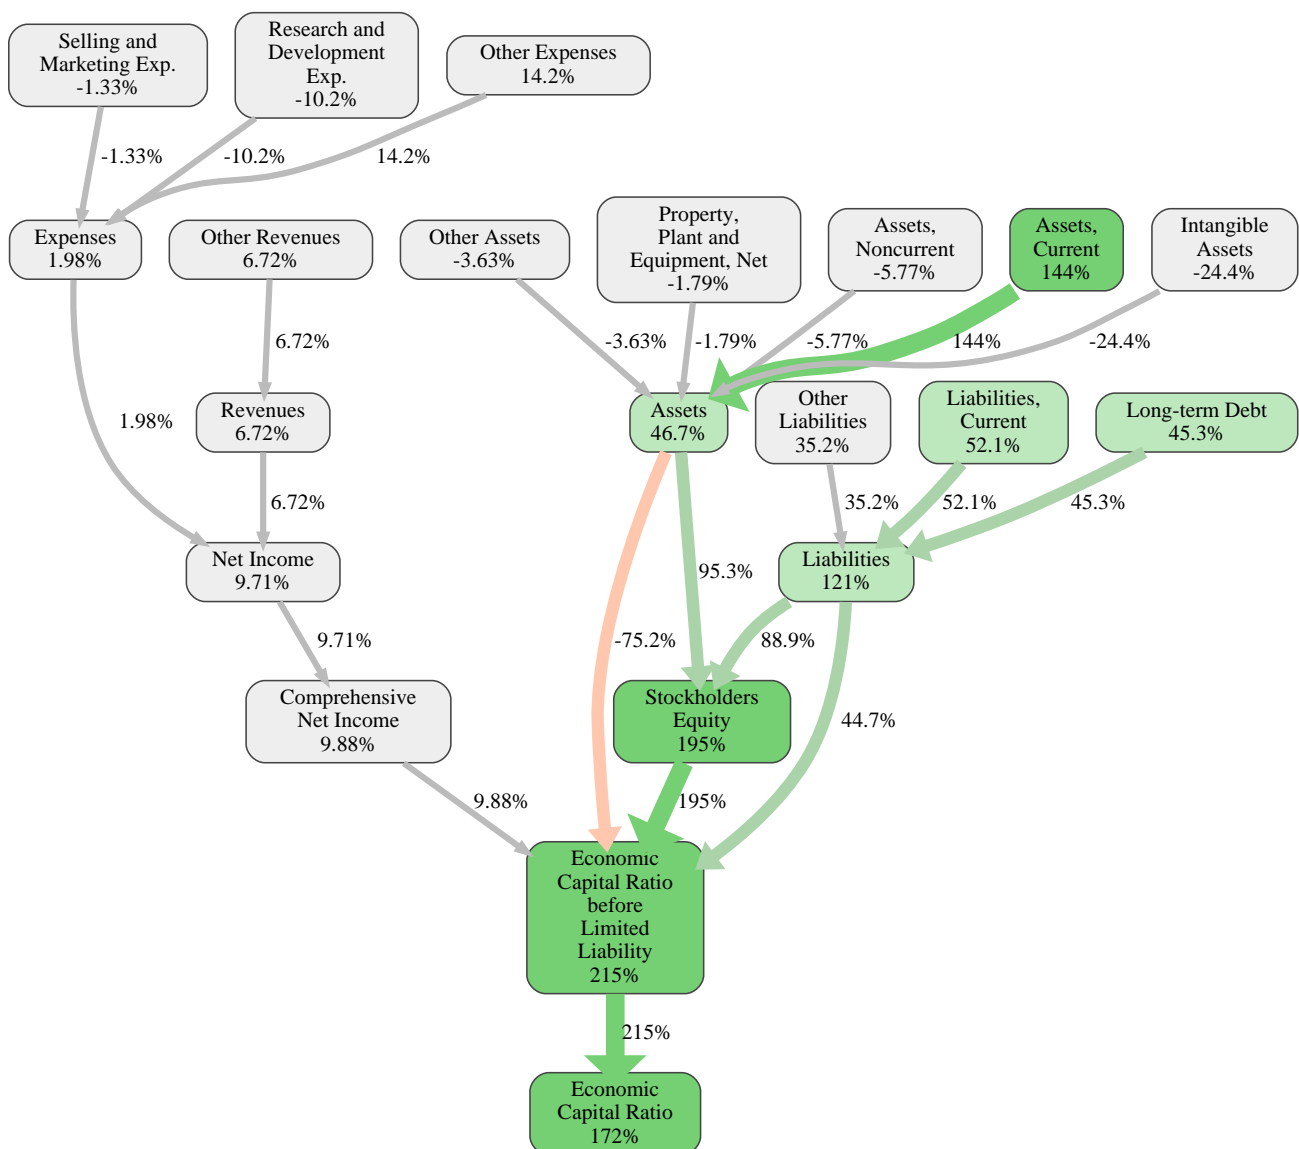 Selling and
Marketing Exp.
-1.33%
Research and
Development
Exp.
-10.2%
Other Expenses
14.2%
-1.33%
-10.2%
14.2%
Expenses
1.98%
Other Revenues
6.72%
Other Assets
-3.63%
Property,
Plant and
Equipment, Net
-1.79%
Assets,
Noncurrent
-5.77%
Assets,
Current
144%
Intangible
Assets
-24.4%
6.72%
-3.63%
-1.79%
-5.77%
144%
-24.4%
1.98%
Revenues
6.72%
Assets
46.7%
Other
Liabilities
35.2%
Liabilities,
Current
52.1%
Long-term Debt
45.3%
6.72%
35.2%
52.1%
45.3%
Net Income
9.71%
95.3%
Liabilities
121%
9.71%
-75.2%
88.9%
Comprehensive
Net Income
9.88%
Stockholders
Equity
195%
44.7%
9.88%
195%
Economic
Capital Ratio
before
Limited
Liability
215%
215%
Economic
Capital Ratio
172%